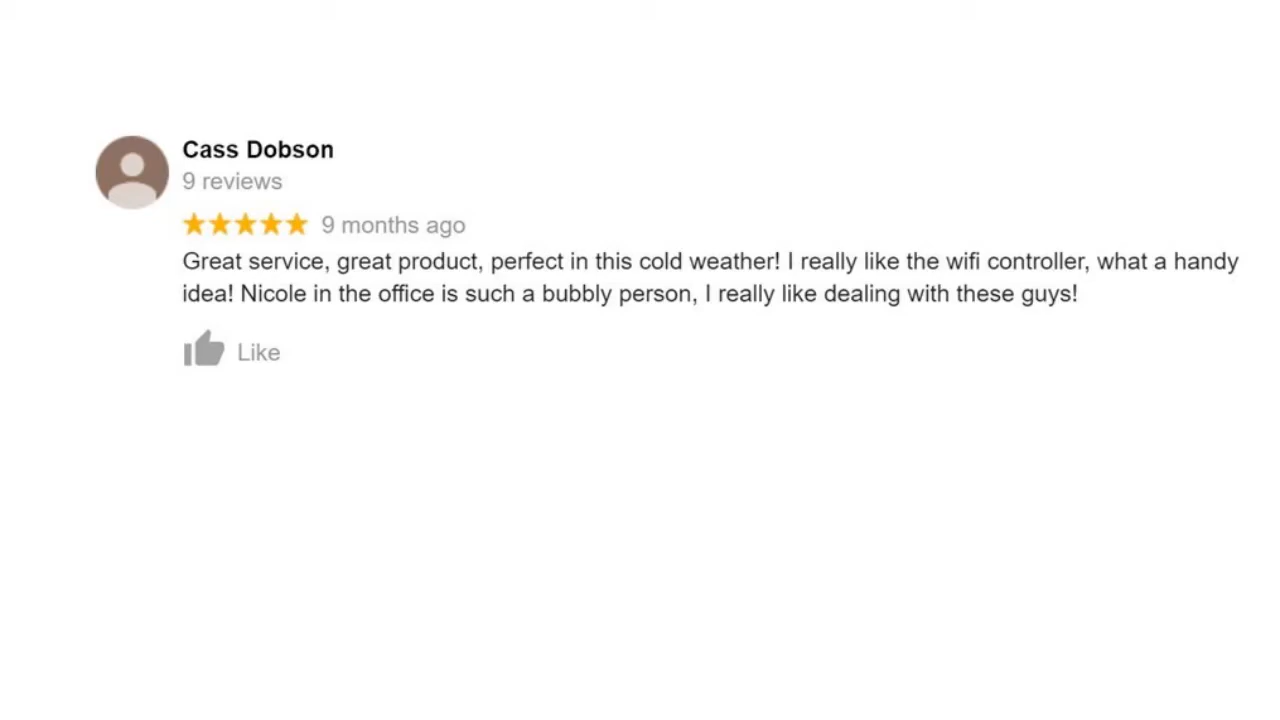 Cass Dobson
9 reviews
9 months ago
Great service, great product, perfect in this cold weather! I really like the wifi controller, what a handy
idea! Nicole in the office is such a bubbly person, I really like dealing with these guys!
Like